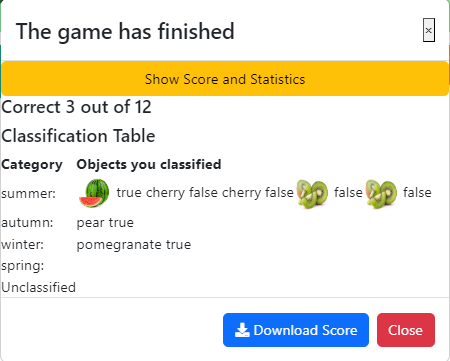 The game has finished
×
Show Score and Statistics
Correct 3 out of 12
Classification Table
Category Objects you classified
summer: true cherry false cherry false false false
autumn: pear true
winter: pomegranate true
spring:
Unclassified
Download Score Close